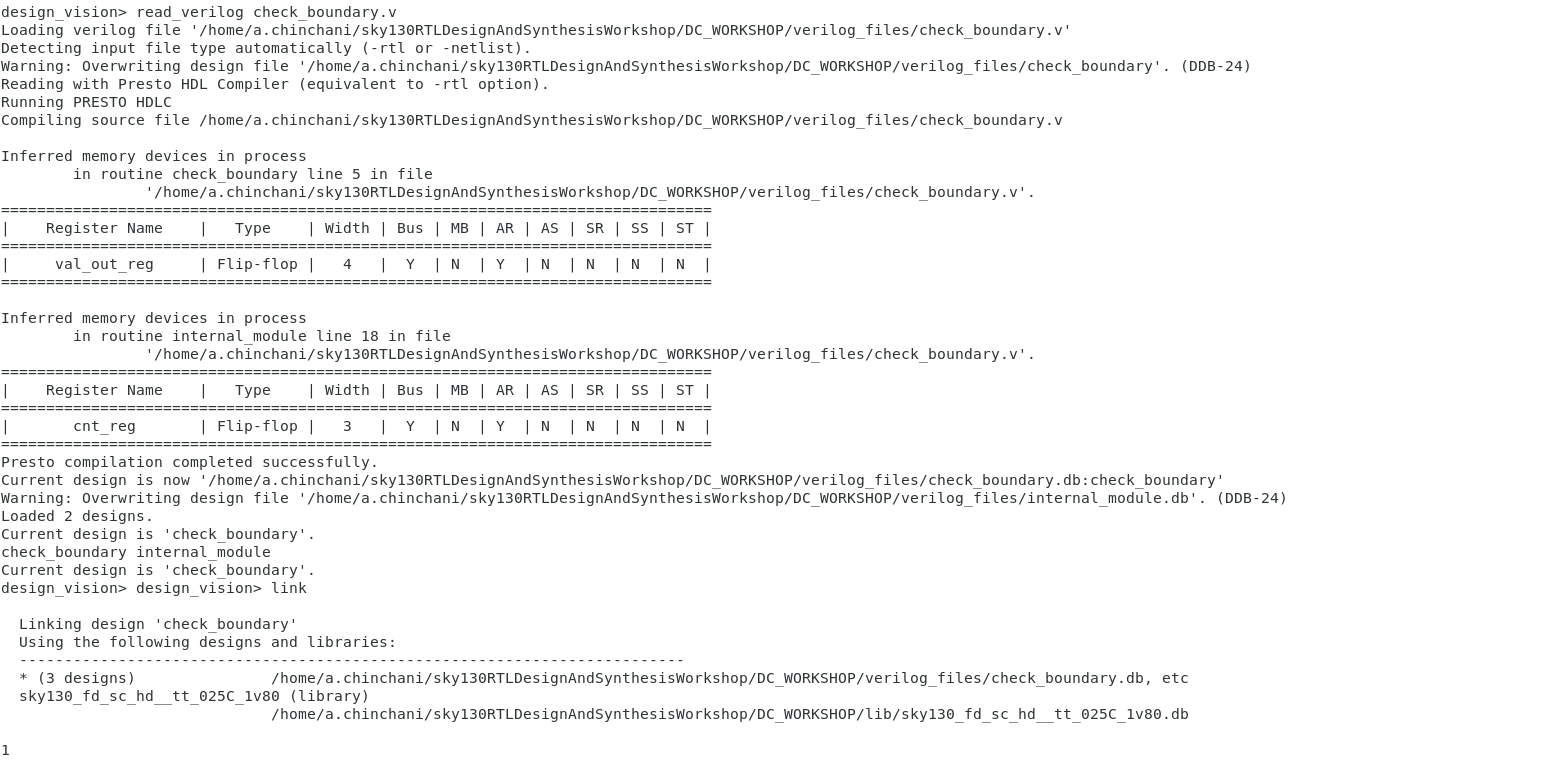 design_vision> read_verilog check_boundary.v
Loading verilog file '/home/a.chinchani/sky130RTLDesignAndSynthesisWorkshop/DC_WORKSHOP/verilog_files/check_boundary.v'
Detecting input file type automatically (-rtl or -netlist).
Warning: Overwriting design file '/home/a.chinchani/sky130RTLDesignAndSynthesisWorkshop/DC_WORKSHOP/verilog_files/check_boundary'. (DDB-24)
Reading with Presto HDL Compiler (equivalent to -rtl option).
Running PRESTO HDLC
Compiling source file /home/a.chinchani/sky130RTLDesignAndSynthesisWorkshop/DC_WORKSHOP/verilog_files/check_boundary.v

Inferred memory devices in process
        in routine check_boundary line 5 in file
                '/home/a.chinchani/sky130RTLDesignAndSynthesisWorkshop/DC_WORKSHOP/verilog_files/check_boundary.v'.
===============================================================================
|    Register Name    |   Type    | Width | Bus | MB | AR | AS | SR | SS | ST |
===============================================================================
|     val_out_reg     | Flip-flop |   4   |  Y  | N  | Y  | N  | N  | N  | N  |
===============================================================================

Inferred memory devices in process
        in routine internal_module line 18 in file
                '/home/a.chinchani/sky130RTLDesignAndSynthesisWorkshop/DC_WORKSHOP/verilog_files/check_boundary.v'.
===============================================================================
|    Register Name    |   Type    | Width | Bus | MB | AR | AS | SR | SS | ST |
===============================================================================
|       cnt_reg       | Flip-flop |   3   |  Y  | N  | Y  | N  | N  | N  | N  |
===============================================================================
Presto compilation completed successfully.
Current design is now '/home/a.chinchani/sky130RTLDesignAndSynthesisWorkshop/DC_WORKSHOP/verilog_files/check_boundary.db:check_boundary'
Warning: Overwriting design file '/home/a.chinchani/sky130RTLDesignAndSynthesisWorkshop/DC_WORKSHOP/verilog_files/internal_module.db'. (DDB-24)
Loaded 2 designs.
Current design is 'check_boundary'.
check_boundary internal_module
Current design is 'check_boundary'.
design_vision> design_vision> link

  Linking design 'check_boundary'
  Using the following designs and libraries:
  --------------------------------------------------------------------------
  * (3 designs)               /home/a.chinchani/sky130RTLDesignAndSynthesisWorkshop/DC_WORKSHOP/verilog_files/check_boundary.db, etc
  sky130_fd_sc_hd__tt_025C_1v80 (library)
                              /home/a.chinchani/sky130RTLDesignAndSynthesisWorkshop/DC_WORKSHOP/lib/sky130_fd_sc_hd__tt_025C_1v80.db

1